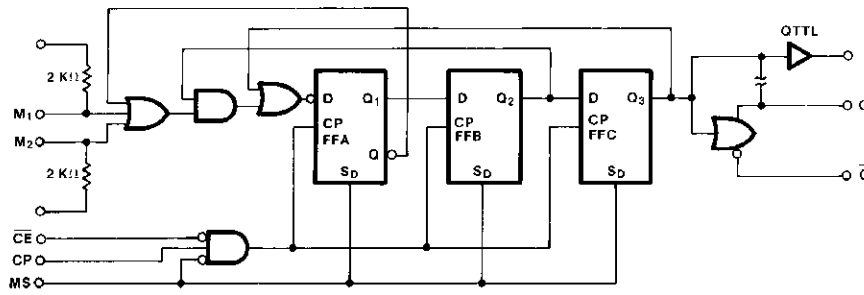 QTTL
2 KΩ
M1
M2
2 KΩ
D Q1
CP
FFA
Q
SD
D Q2
CP
FFB
SD
D Q3
CP
FFC
SD
CE
CP
MS